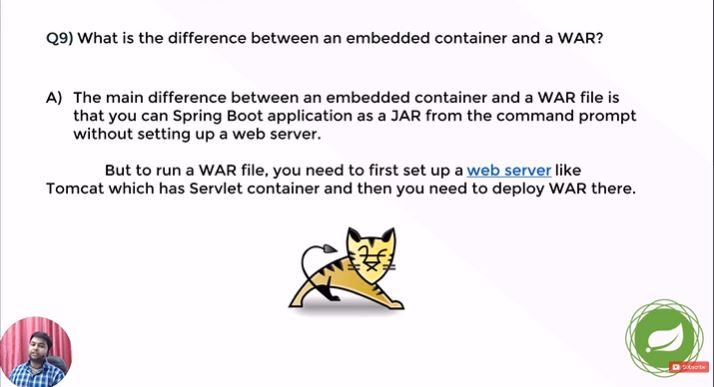 Q9) What is the difference between an embedded container and a WAR?
A) The main difference between an embedded container and a WAR file is
that you can Spring Boot application as a JAR from the command prompt
without setting up a web server.
But to run a WAR file, you need to first set up a web server like
Tomcat which has Servlet container and then you need to deploy WAR there.
Subscribe